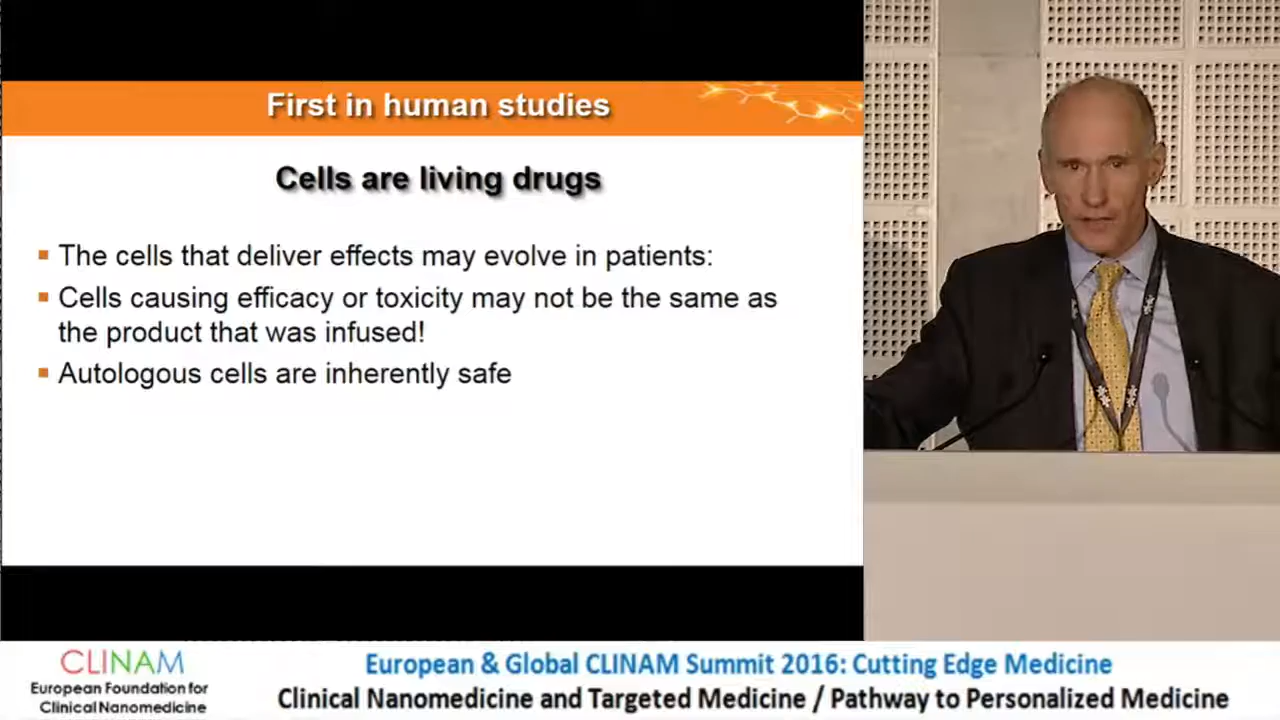 First in human studies
Cells are living drugs
The cells that deliver effects may evolve in patients:
Cells causing efficacy or toxicity may not be the same as
the product that was infused!
Autologous cells are inherently safe
CLINAM
European Foundation for
Clinical Nanomedicine
European & Global CLINAM Summit 2016: Cutting Edge Medicine
Clinical Nanomedicine and Targeted Medicine / Pathway to Personalized Medicine